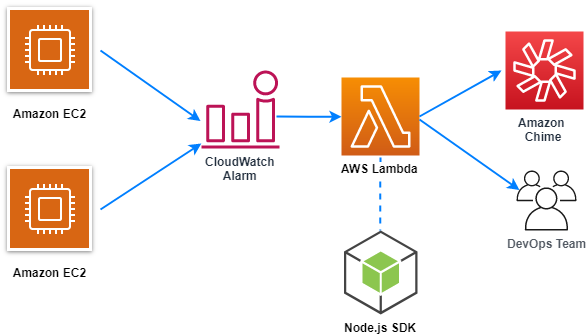 Amazon EC2
CloudWatch
Alarm
AWS Lambda
Amazon
Chime
DevOps Team
Amazon EC2
Node.js SDK